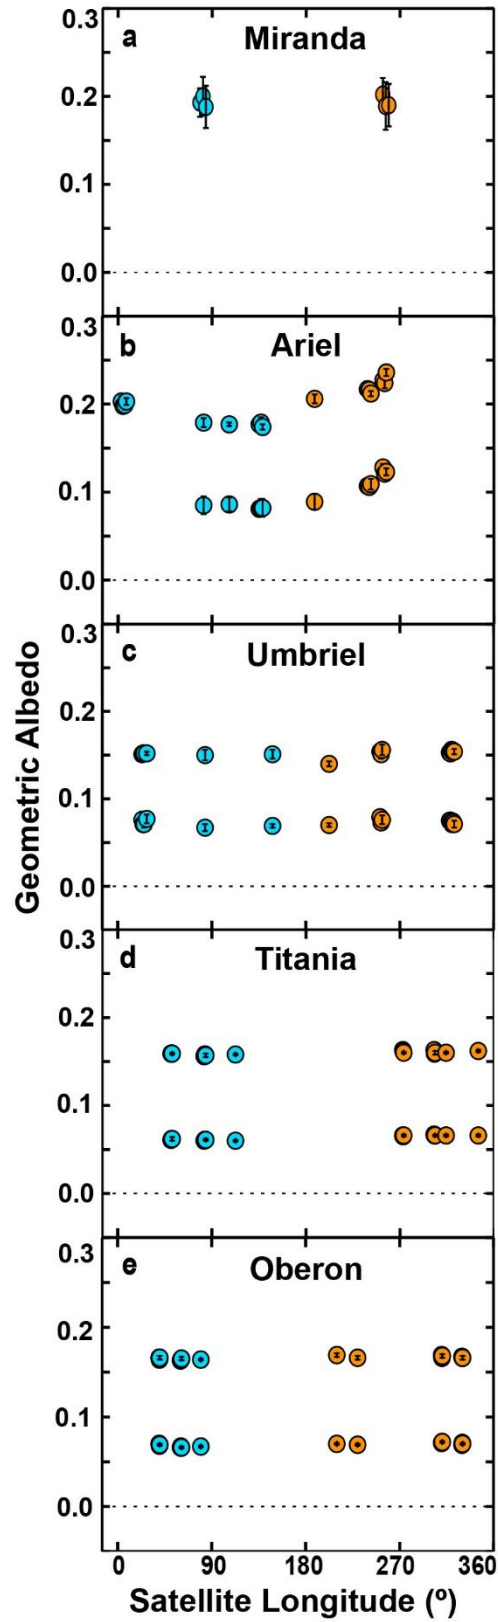 Geometric Albedo
a
Miranda
0.3
0.2
0.1
0.0
b
Ariel
0.3
0.2
0.1
0.0
c
Umbriel
0.3
0.2
0.1
0.0
d
Titania
0.3
0.2
0.1
0.0
e
Oberon
0.3
0.2
0.1
0.0
0 90 180 270 360
Satellite Longitude (º)